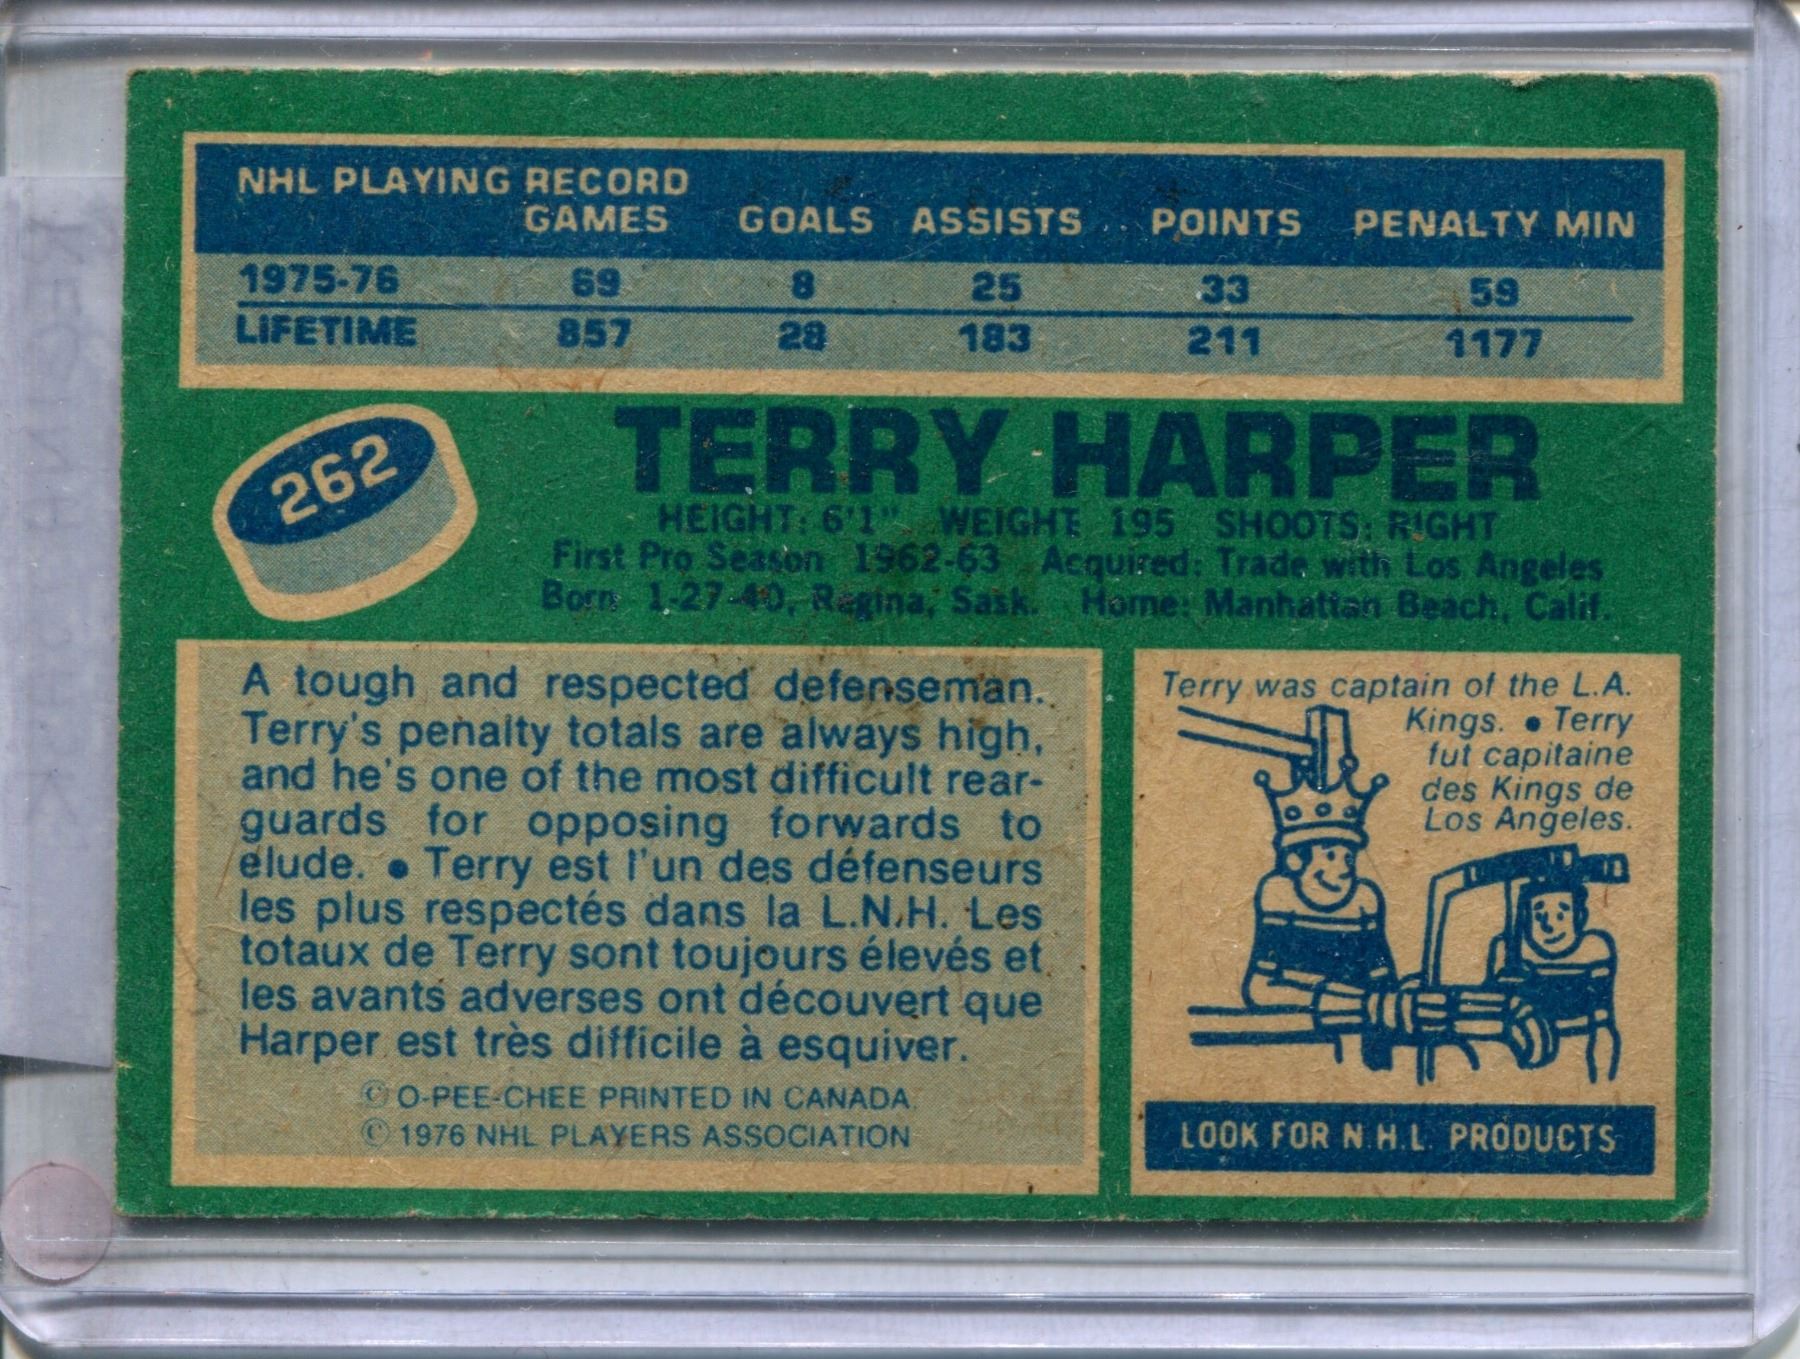 NHL PLAYING RECORD
GAMES GOALS ASSISTS POINTS PENALTY MIN
1975-76 69 8 25 33 59
LIFETIME 857 28 183 211 1177
262
TERRY HARPER
HEIGHT: 6'1" WEIGHT 195 SHOOTS: RIGHT
First Pro Season 1962-63 Acquired: Trade with Los Angeles
Born 1-27-40, Regina, Sask. Home: Manhattan Beach, Calif.
A tough and respected defenseman.
Terry's penalty totals are always high,
and he's one of the most difficult rear-
guards for opposing forwards to
elude. • Terry est l'un des défenseurs
les plus respectés dans la L.N.H. Les
totaux de Terry sont toujours élevés et
les avants adverses ont découvert que
Harper est très difficile à esquiver.
© O-PEE-CHEE PRINTED IN CANADA.
© 1976 NHL PLAYERS ASSOCIATION
Terry was captain of the L.A.
Kings. • Terry
fut capitaine
des Kings de
Los Angeles.
LOOK FOR N.H.L. PRODUCTS